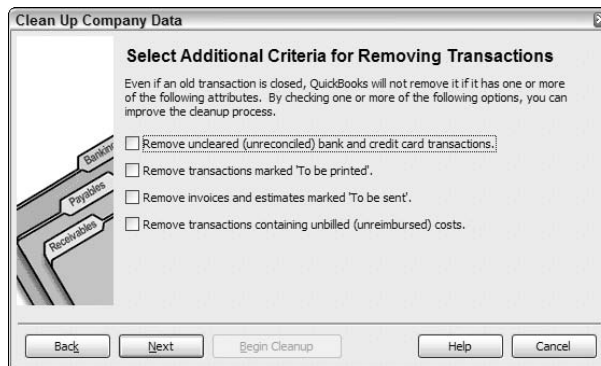 Clean Up Company Data
Select Additional Criteria for Removing Transactions
Even if an old transaction is closed, QuickBooks will not remove it if it has one or more
of the following attributes. By checking one or more of the following options, you can
improve the cleanup process.
Banking
Payables
Receivables
Remove uncleared (unreconciled) bank and credit card transactions.
Remove transactions marked 'To be printed'.
Remove invoices and estimates marked 'To be sent'.
Remove transactions containing unbilled (unreimbursed) costs.
Back
Next
Begin Cleanup
Help
Cancel